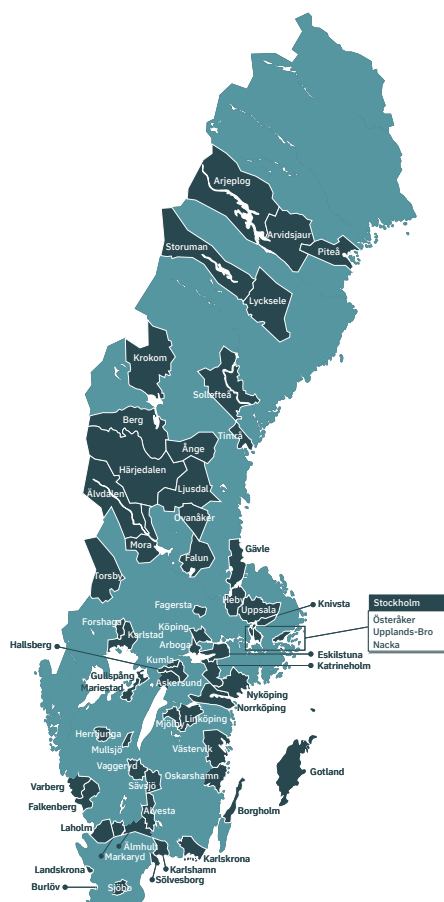 Arjeplog
Arvidsjaur
Storuman
Piteå
Lycksele
Krokom
Sollefteå
Berg
Timrå
Ånge
Härjedalen
Älvdalen
Ljusdal
Ovanåker
Mora
Gävle
Falun
Torsby
Heby
Fagersta
Uppsala
Knivsta
Stockholm
Österåker
Upplands-Bro
Nacka
Forshaga
Köping
Karlstad
Hallsberg
Arboga
Eskilstuna
Kumla
Katrineholm
Gullspång
Askersund
Mariestad
Nyköping
Norrköping
Linköping
Mjölby
Herrljunga
Mullsjö
Västervik
Vaggeryd
Oskarshamn
Gotland
Sävsjö
Varberg
Falkenberg
Alvesta
Borgholm
Laholm
Älmhult
Markaryd
Karlskrona
Landskrona
Karlshamn
Sölvesborg
Burlöv
Sjöbo